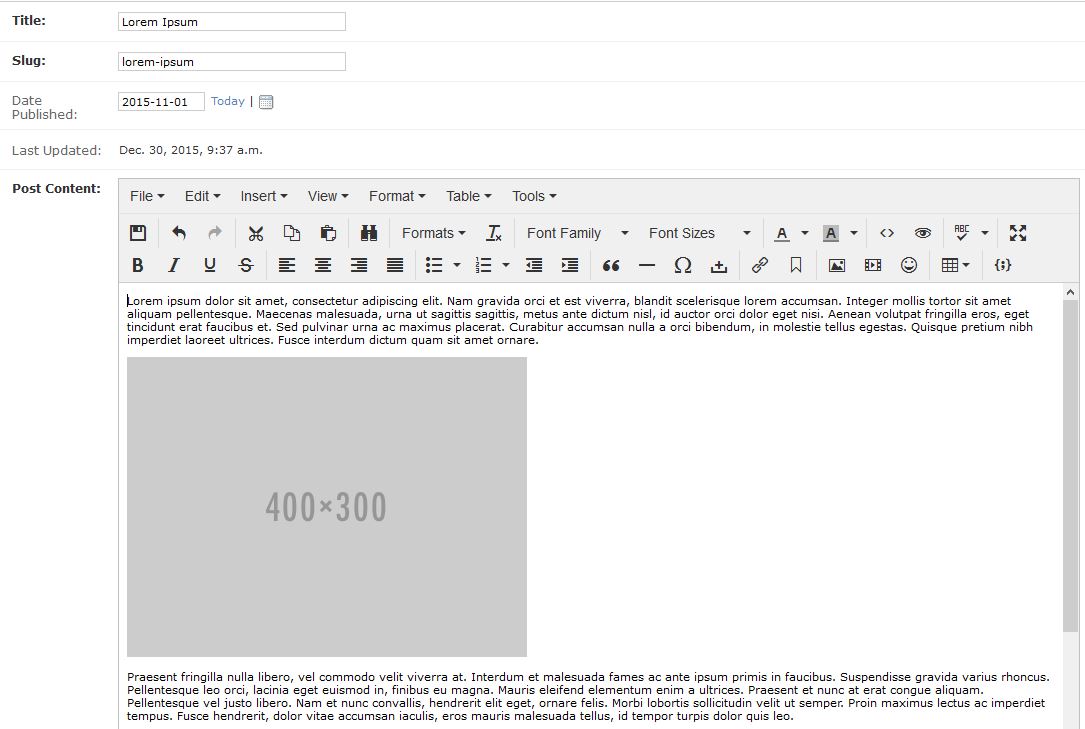 Title: Lorem Ipsum
Slug: lorem-ipsum
Date Published: 2015-11-01 Today |
Last Updated: Dec. 30, 2015, 9:37 a.m.
Post Content:
File Edit Insert View Format Table Tools
Formats Font Family Font Sizes A A ABC
B I U S Ω {;}
Lorem ipsum dolor sit amet, consectetur adipiscing elit. Nam gravida orci et est viverra, blandit scelerisque lorem accumsan. Integer mollis tortor sit amet
aliquam pellentesque. Maecenas malesuada, urna ut sagittis sagittis, metus ante dictum nisl, id auctor orci dolor eget nisi. Aenean volutpat fringilla eros, eget
tincidunt erat faucibus et. Sed pulvinar urna ac maximus placerat. Curabitur accumsan nulla a orci bibendum, in molestie tellus egestas. Quisque pretium nibh
imperdiet laoreet ultrices. Fusce interdum dictum quam sit amet ornare.
400×300
Praesent fringilla nulla libero, vel commodo velit viverra at. Interdum et malesuada fames ac ante ipsum primis in faucibus. Suspendisse gravida varius rhoncus.
Pellentesque leo orci, lacinia eget euismod in, finibus eu magna. Mauris eleifend elementum enim a ultrices. Praesent et nunc at erat congue aliquam.
Pellentesque vel justo libero. Nam et nunc convallis, hendrerit elit eget, ornare felis. Morbi lobortis sollicitudin velit ut semper. Proin maximus lectus ac imperdiet
tempus. Fusce hendrerit, dolor vitae accumsan iaculis, eros mauris malesuada tellus, id tempor turpis dolor quis leo.